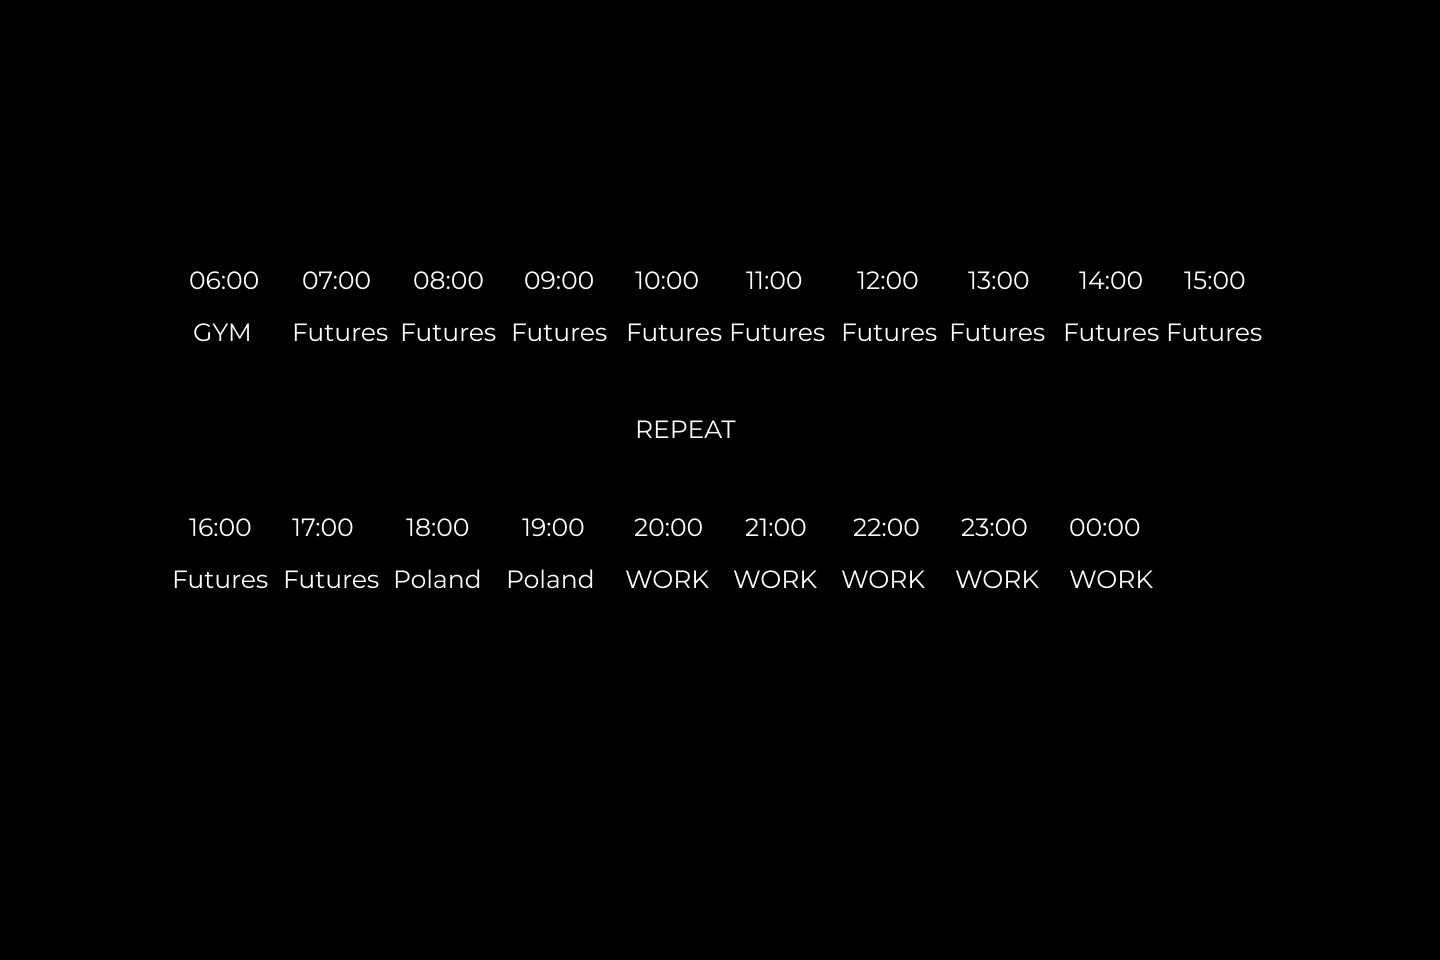 06:00 07:00 08:00 09:00 10:00 11:00 12:00 13:00 14:00 15:00
GYM Futures Futures Futures Futures Futures Futures Futures Futures Futures
REPEAT
16:00 17:00 18:00 19:00 20:00 21:00 22:00 23:00 00:00
Futures Futures Poland Poland WORK WORK WORK WORK WORK